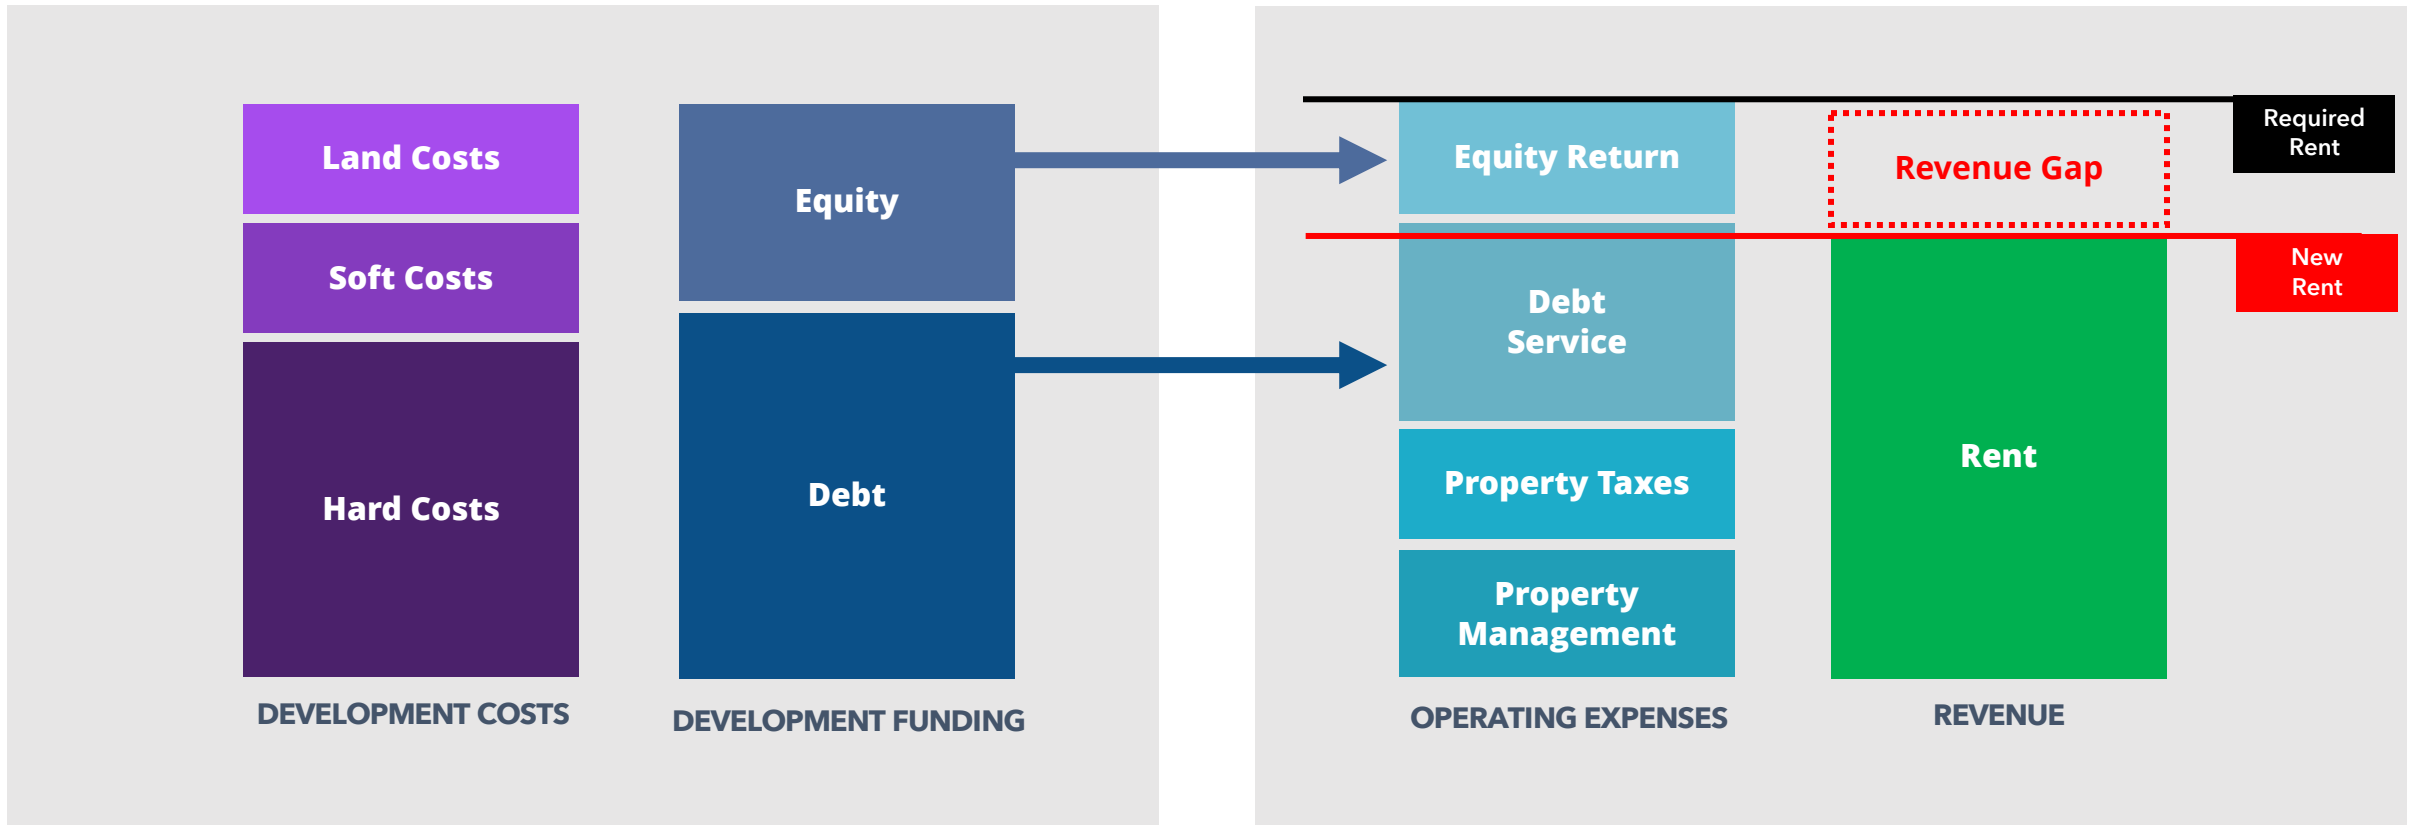 Land Costs
Soft Costs
Hard Costs
DEVELOPMENT COSTS
Equity
Debt
DEVELOPMENT FUNDING
Equity Return
Debt
Service
Property Taxes
Property
Management
OPERATING EXPENSES
Revenue Gap
Rent
REVENUE
Required
Rent
New
Rent